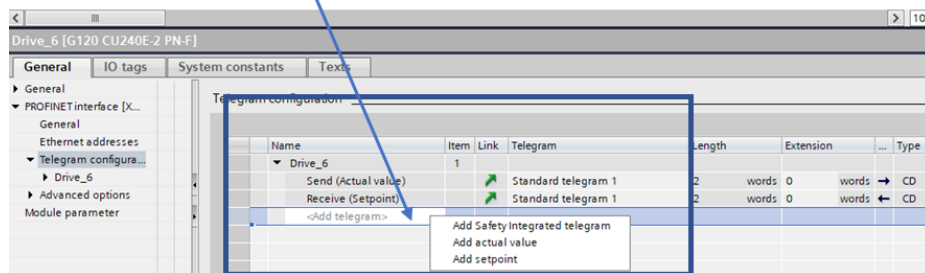 10
Drive_6 [G120 CU240E-2 PN-F]
General IO tags System constants Texts
General
PROFINET interface [X...
General
Ethernet addresses
Telegram configura...
Drive_6
Advanced options
Module parameter
Telegram configuration
Name Item Link Telegram Length Extension ... Type
Drive_6 1
Send (Actual value) Standard telegram 1 2 words 0 words → CD
Receive (Setpoint) Standard telegram 1 2 words 0 words ← CD
<Add telegram>
Add Safety Integrated telegram
Add actual value
Add setpoint